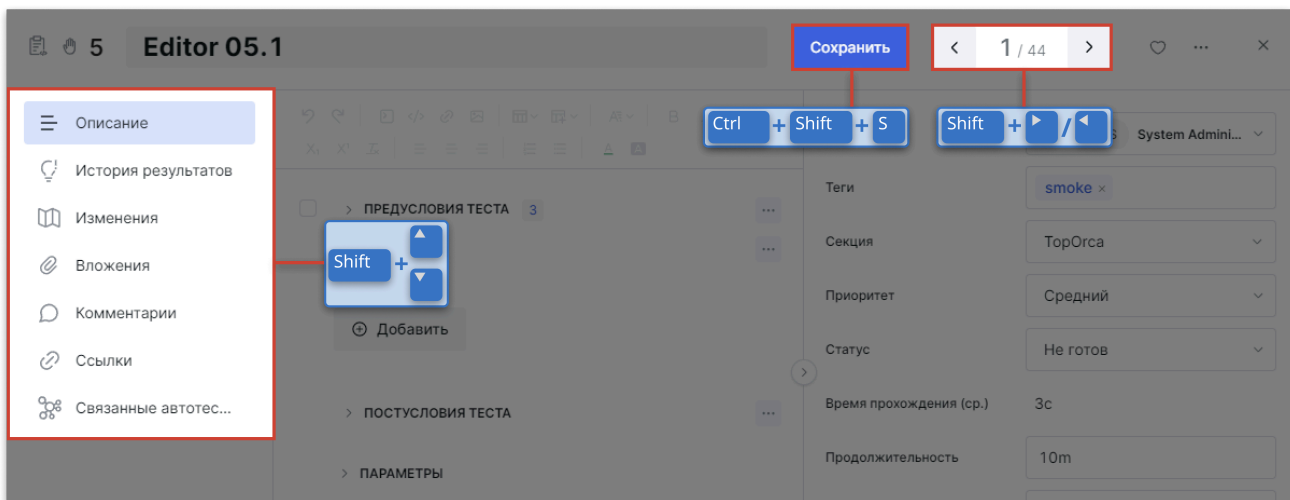 5 Editor 05.1
Сохранить
1 / 44
Ctrl + Shift + S
Shift + / 
Описание
История результатов
Изменения
Вложения
Комментарии
Ссылки
Связанные автотес...
Shift +
ПРЕДУСЛОВИЯ ТЕСТА 3
Добавить
ПОСТУСЛОВИЯ ТЕСТА
ПАРАМЕТРЫ
System Admini...
Теги
smoke ×
Секция
TopOrca
Приоритет
Средний
Статус
Не готов
Время прохождения (ср.)
3с
Продолжительность
10m